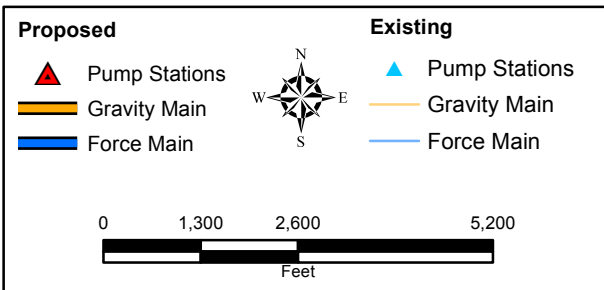 Proposed
Pump Stations
Gravity Main
Force Main
N
W E
S
Existing
Pump Stations
Gravity Main
Force Main
0 1,300 2,600 5,200
Feet